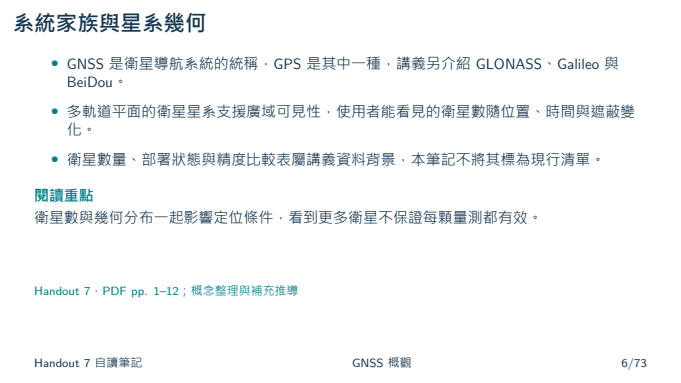 系統家族與星系幾何
• GNSS 是衛星導航系統的統�，GPS 是其中一種，講義另介紹 GLONASS、Galileo 與
BeiDou。
• 多軌道平面的衛星星系支援廣域可見性，使用者能看見的衛星數隨位置、時間與遮蔽變
化。
• 衛星數量、部署狀態與精度比較表屬講義資料背景，本筆記不將其標為現行清單。
閱讀重點
衛星數與幾何分布一起影響定位條件，看到更多衛星不保證每顆量測都有效。
Handout 7 · PDF pp. 1–12；概念整理與補充推導
Handout 7 自讀筆記 GNSS 概觀 6/73